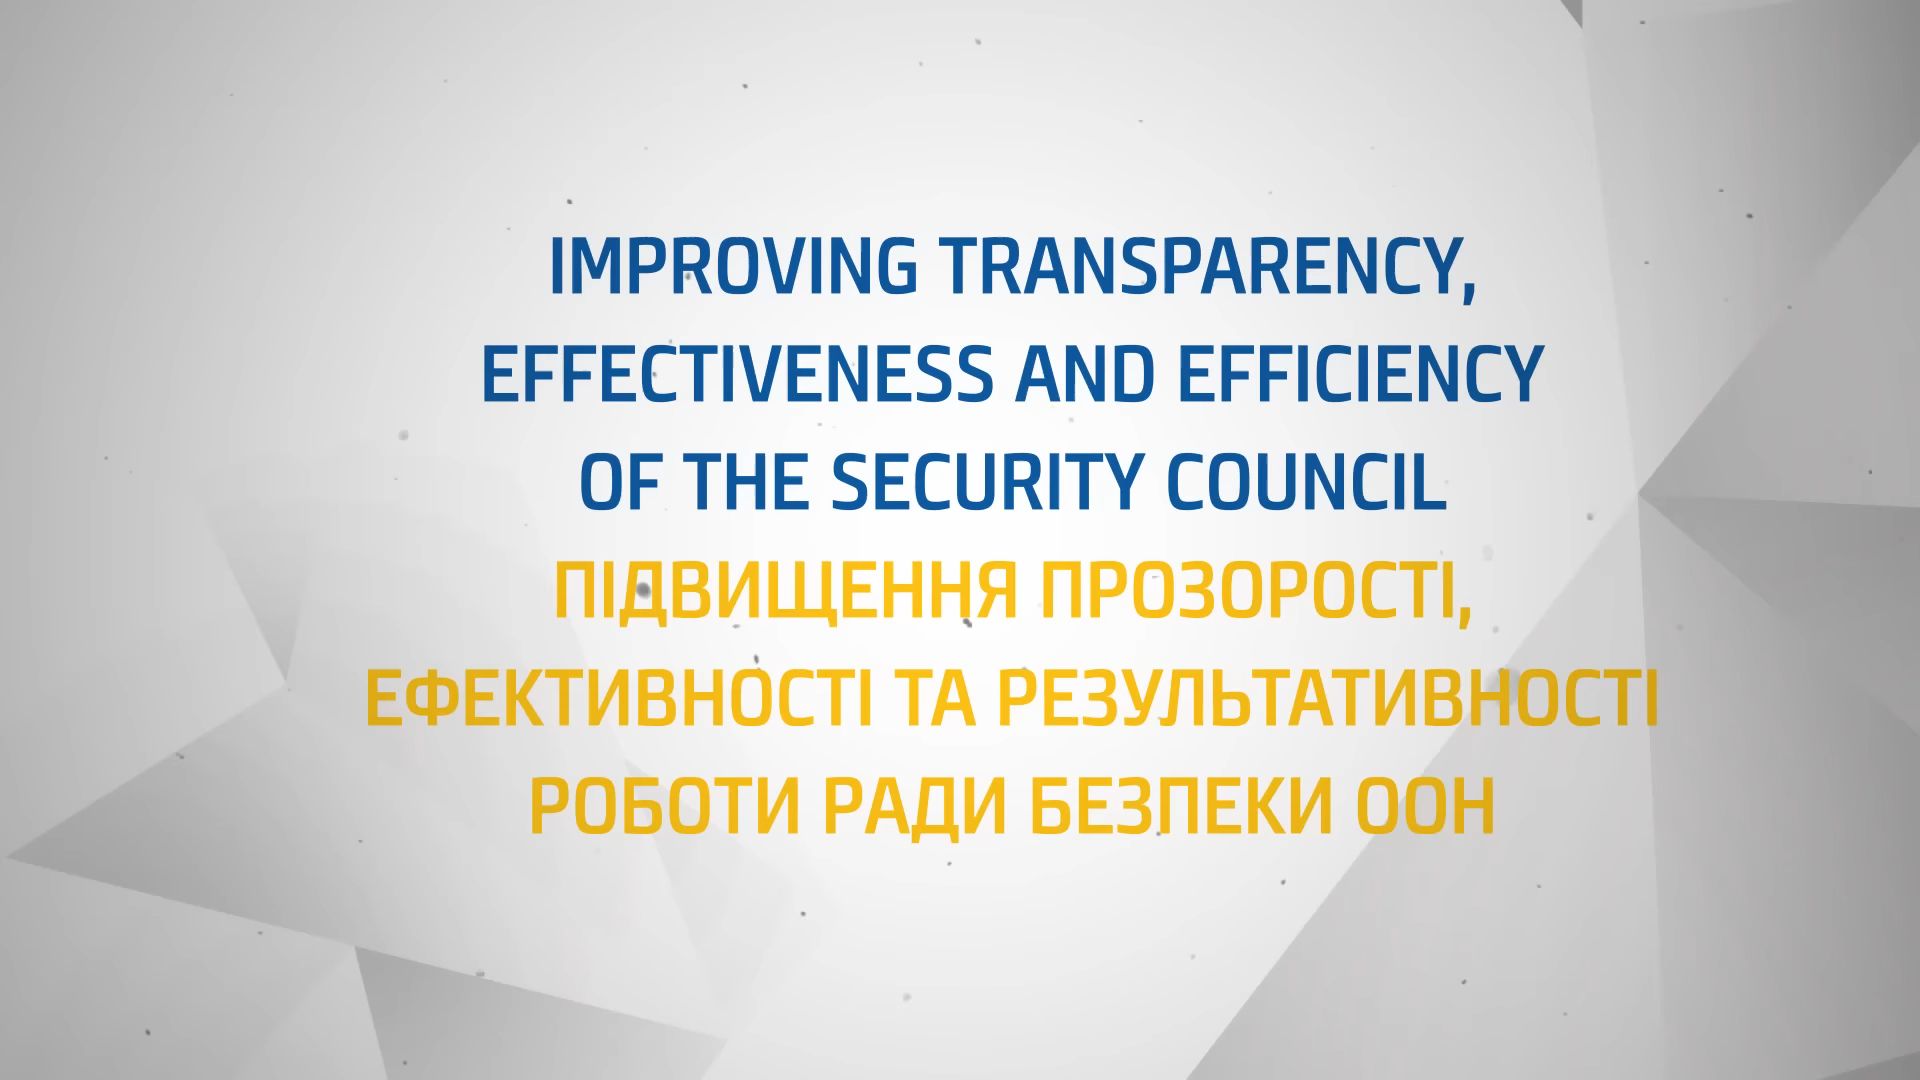 IMPROVING TRANSPARENCY,
EFFECTIVENESS AND EFFICIENCY
OF THE SECURITY COUNCIL
ПІДВИЩЕННЯ ПРОЗОРОСТІ,
ЕФЕКТИВНОСТІ ТА РЕЗУЛЬТАТИВНОСТІ
РОБОТИ РАДИ БЕЗПЕКИ ООН